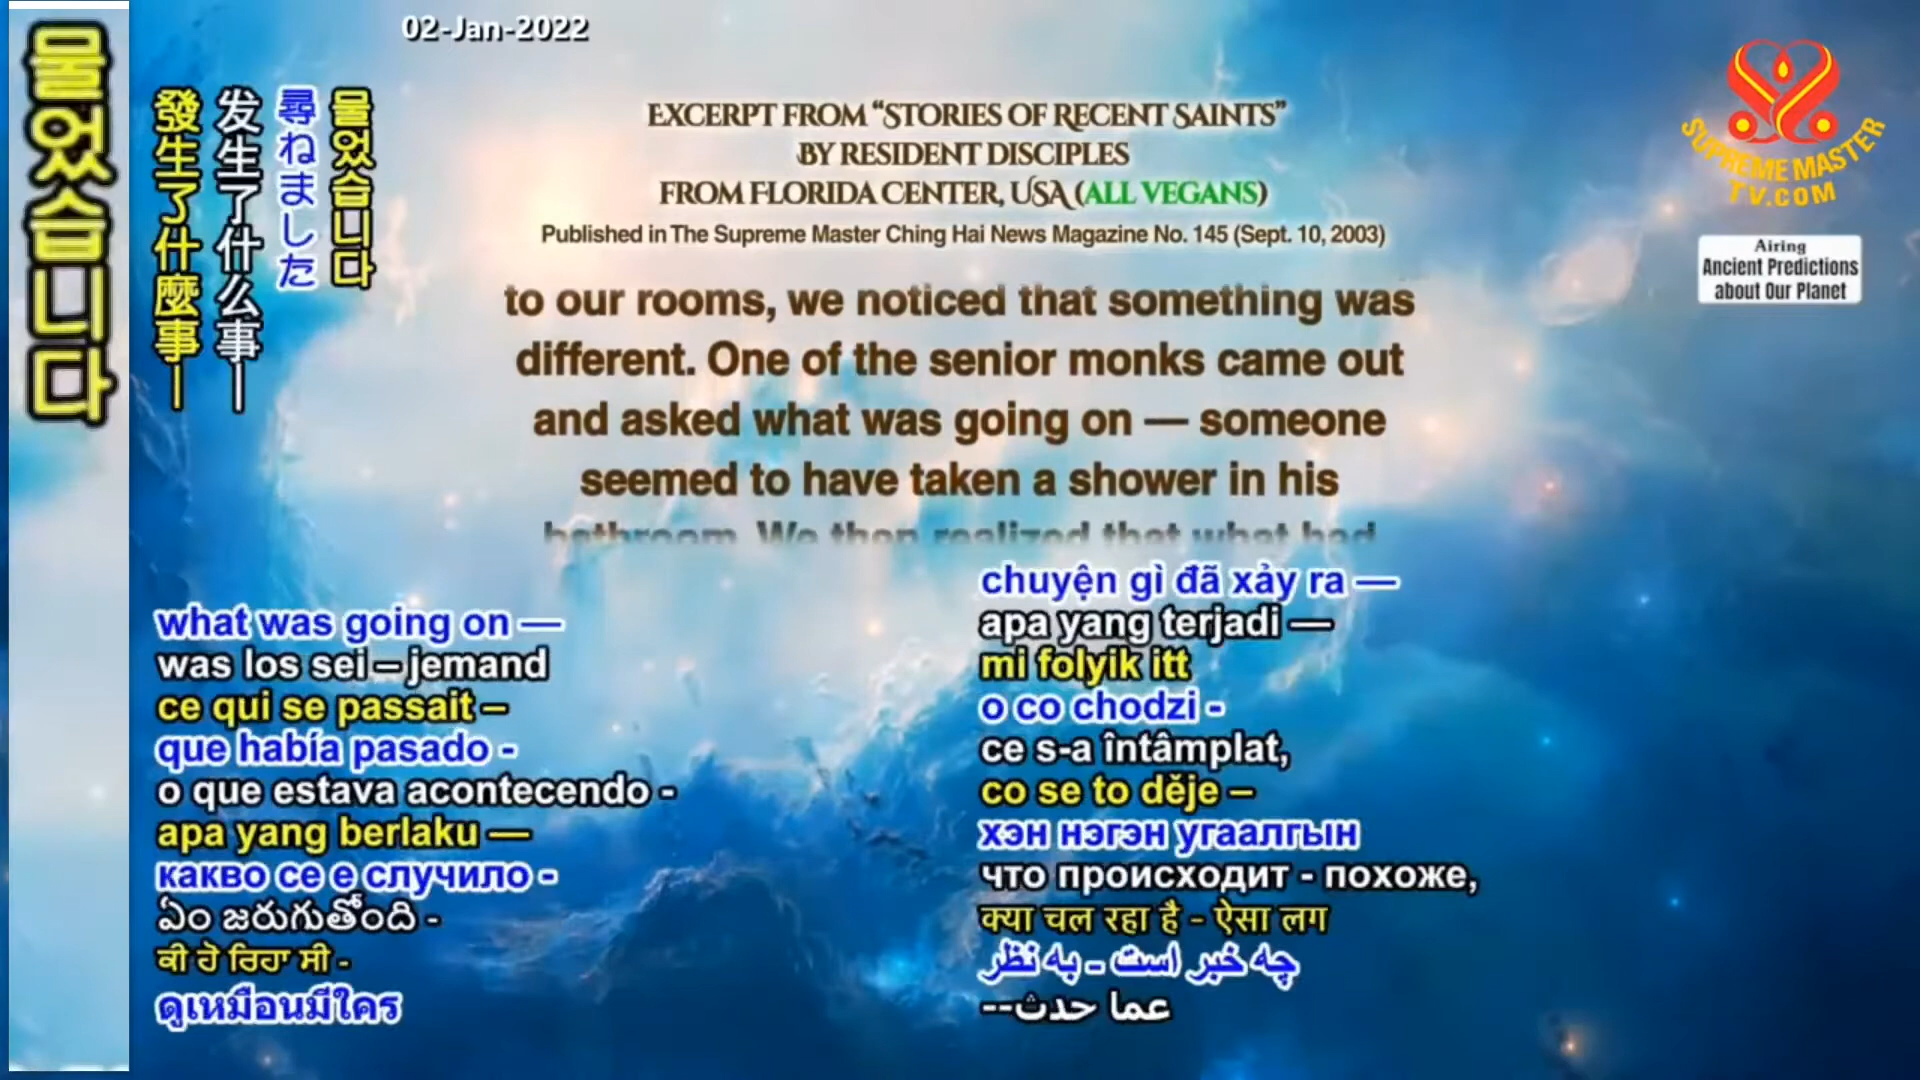 02-Jan-2022
물었습니다
發生了什麼事—
发生了什么事—
尋ねました
물었습니다
EXCERPT FROM “STORIES OF RECENT SAINTS”
BY RESIDENT DISCIPLES
FROM FLORIDA CENTER, USA (ALL VEGANS)
Published in The Supreme Master Ching Hai News Magazine No. 145 (Sept. 10, 2003)
to our rooms, we noticed that something was
different. One of the senior monks came out
and asked what was going on — someone
seemed to have taken a shower in his
bathroom. We then realized that what had
SUPREME MASTER
TV.COM
Airing
Ancient Predictions
about Our Planet
what was going on —
was los sei – jemand
ce qui se passait –
que había pasado -
o que estava acontecendo -
apa yang berlaku —
какво се е случило -
ఏం జరుగుతోంది -
ਕੀ ਹੋ ਰਿਹਾ ਸੀ -
ดูเหมือนมีใคร
chuyện gì đã xảy ra —
apa yang terjadi —
mi folyik itt
o co chodzi -
ce s-a întâmplat,
co se to děje –
хэн нэгэн угаалгын
что происходит - похоже,
क्या चल रहा है - ऐसा लग
چه خبر است - به نظر
عما حدث--